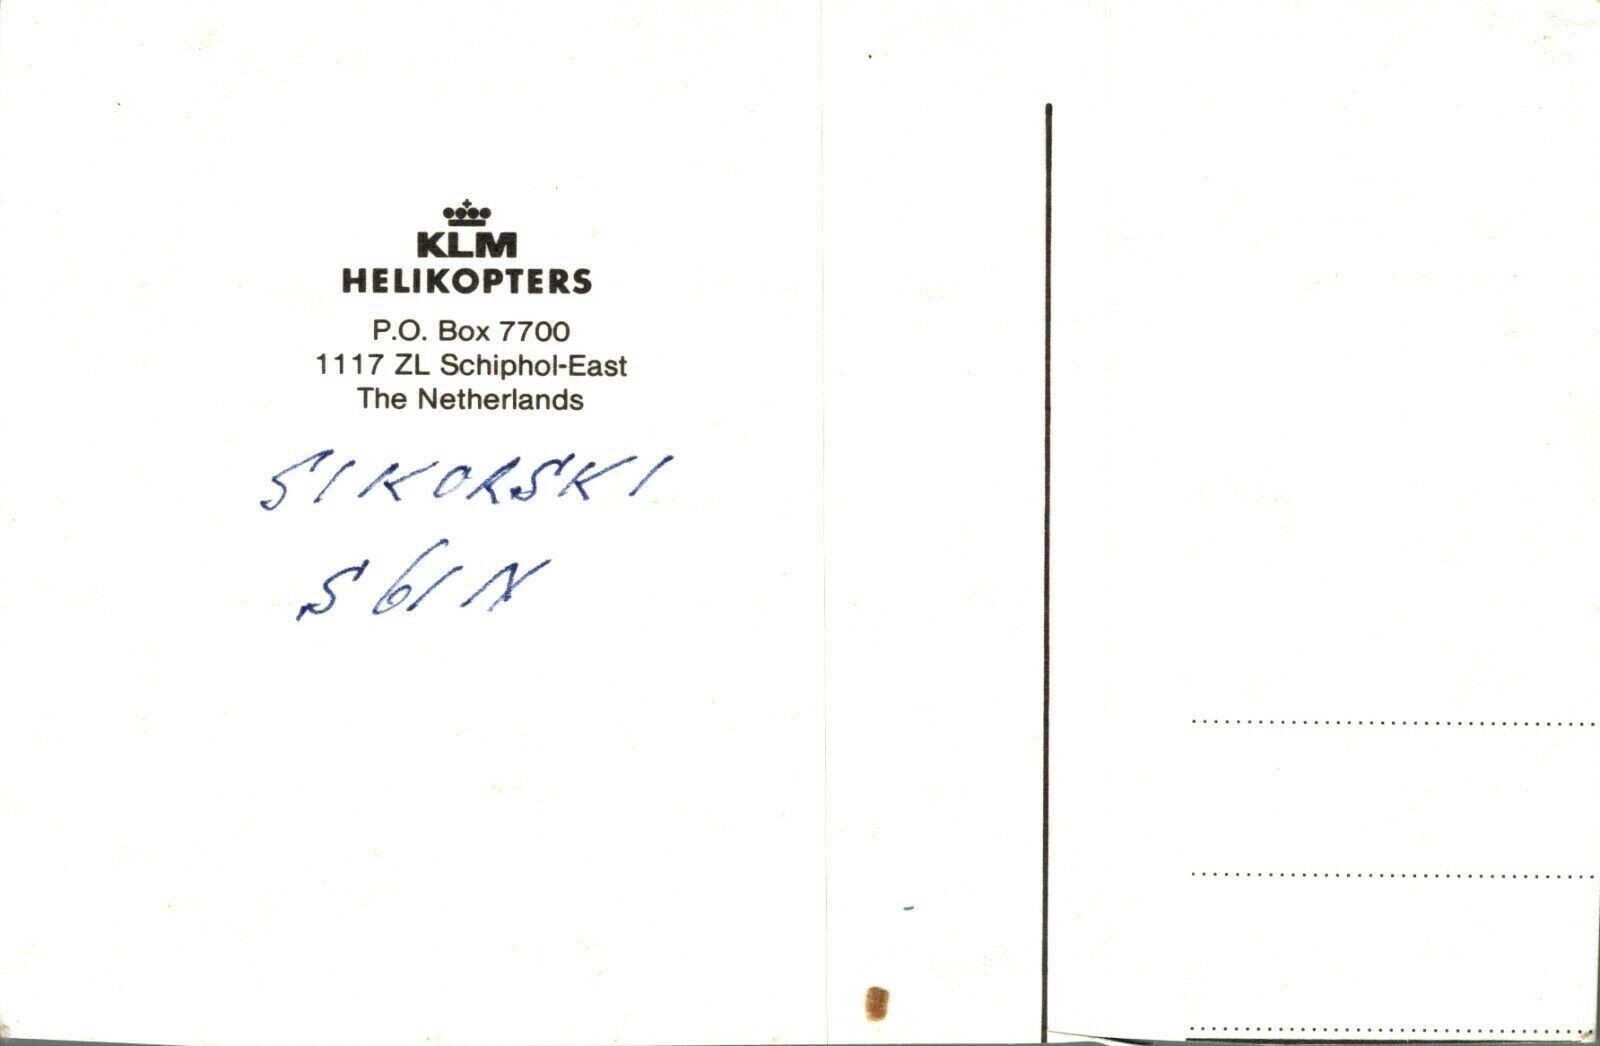 KLM
HELIKOPTERS
P.O. Box 7700
1117 ZL Schiphol-East
The Netherlands
SIKORSKI
S61N